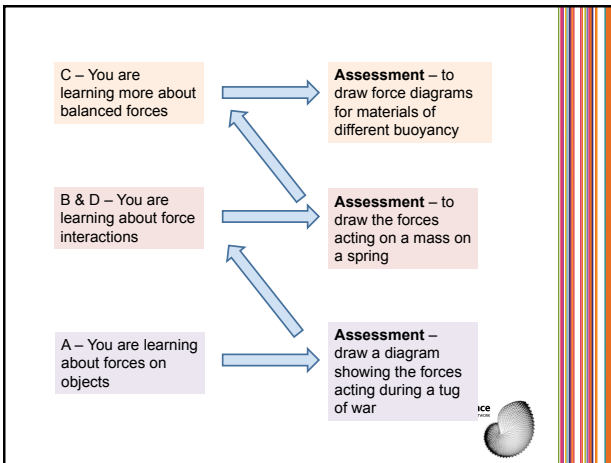 C – You are
learning more about
balanced forces
Assessment – to
draw force diagrams
for materials of
different buoyancy
B & D – You are
learning about force
interactions
Assessment – to
draw the forces
acting on a mass on
a spring
A – You are learning
about forces on
objects
Assessment –
draw a diagram
showing the forces
acting during a tug
of war